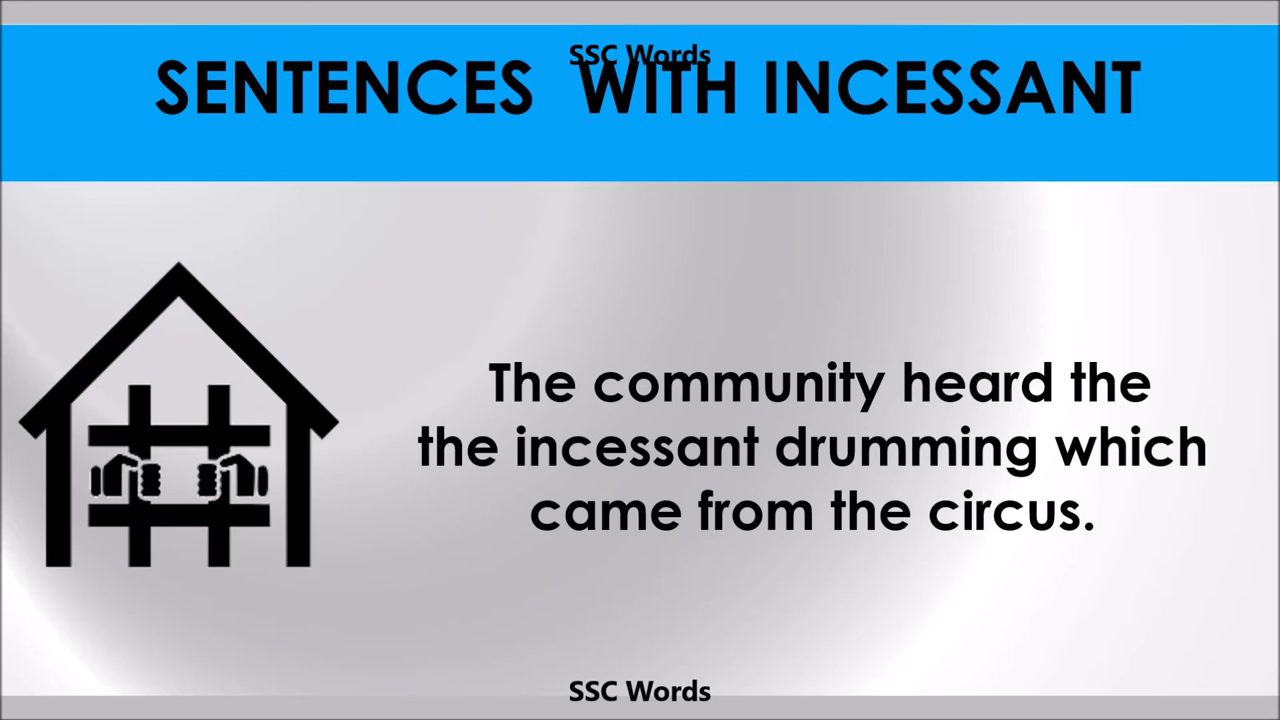 SSC Words
SENTENCES WITH INCESSANT
The community heard the
the incessant drumming which
came from the circus.
SSC Words